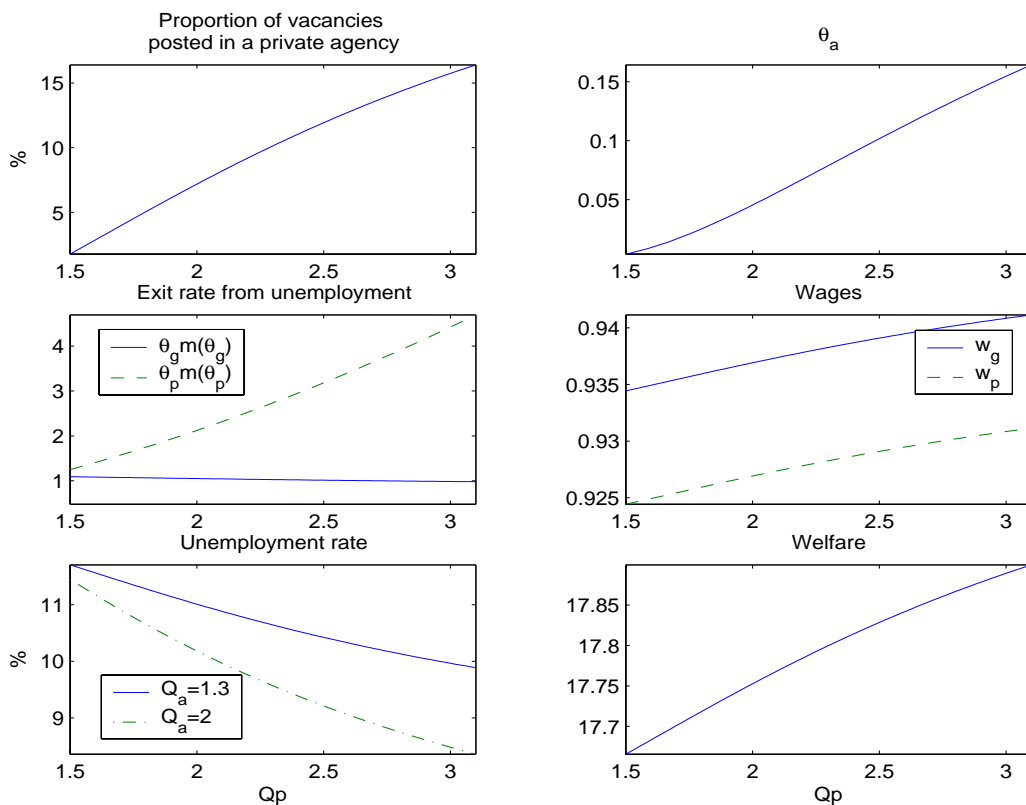 Proportion of vacancies
posted in a private agency
%
15
10
5
1.5 2 2.5 3
θ_a
0.15
0.1
0.05
1.5 2 2.5 3
Exit rate from unemployment
4
3
2
1
θ_g m(θ_g)
θ_p m(θ_p)
1.5 2 2.5 3
Wages
0.94
0.935
0.93
0.925
w_g
w_p
1.5 2 2.5 3
Unemployment rate
%
11
10
9
8
Q_a=1.3
Q_a=2
1.5 2 2.5 3
Qp
Welfare
17.85
17.8
17.75
17.7
1.5 2 2.5 3
Qp